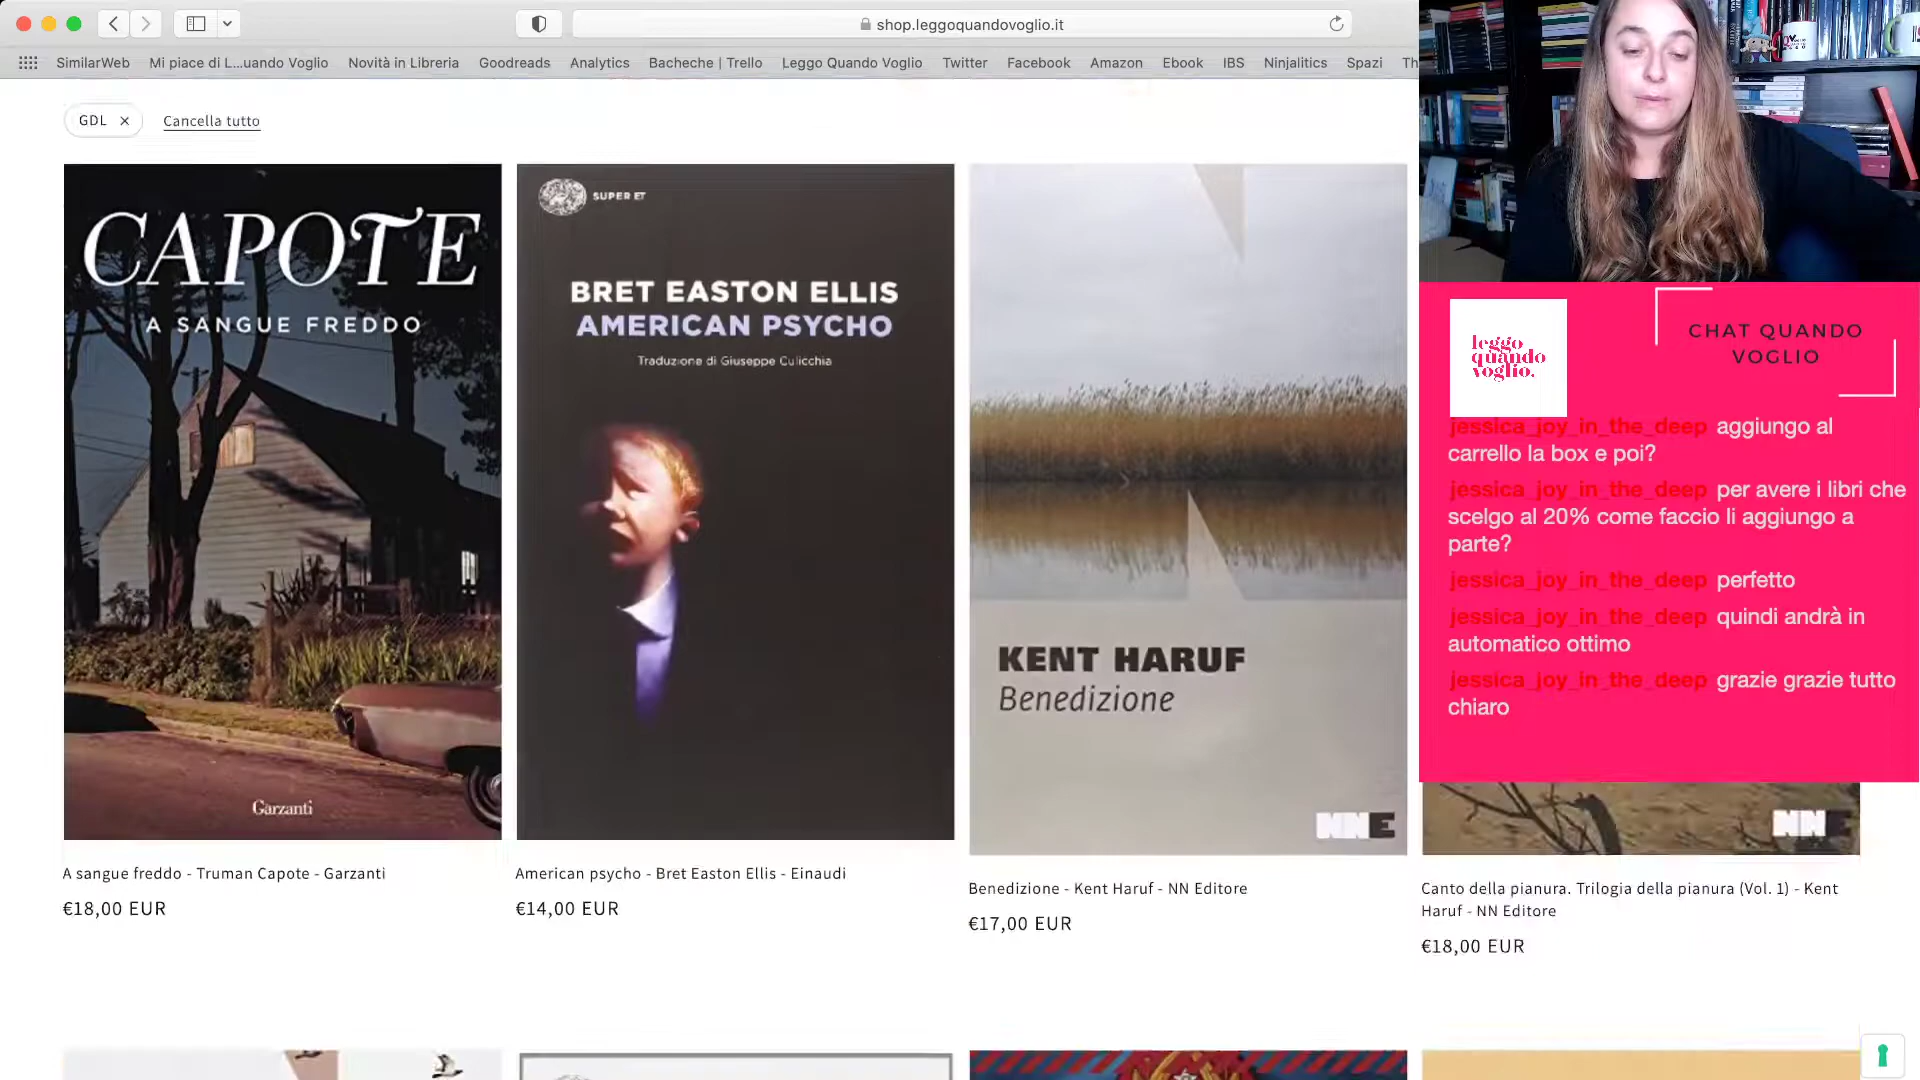 shop.leggoquandovoglio.it
SimilarWeb Mi piace di L...uando Voglio Novità in Libreria Goodreads Analytics Bacheche | Trello Leggo Quando Voglio Twitter Facebook Amazon Ebook IBS Ninjalitics Spazi Th
GDL ✕ Cancella tutto
CAPOTE
A SANGUE FREDDO
Garzanti
SUPER ET
BRET EASTON ELLIS
AMERICAN PSYCHO
Traduzione di Giuseppe Culicchia
KENT HARUF
Benedizione
NNE
leggo
quando
voglio.
CHAT QUANDO
VOGLIO
jessica_joy_in_the_deep aggiungo al
carrello la box e poi?
jessica_joy_in_the_deep per avere i libri che
scelgo al 20% come faccio li aggiungo a
parte?
jessica_joy_in_the_deep perfetto
jessica_joy_in_the_deep quindi andrà in
automatico ottimo
jessica_joy_in_the_deep grazie grazie tutto
chiaro
NNE
A sangue freddo - Truman Capote - Garzanti
€18,00 EUR
American psycho - Bret Easton Ellis - Einaudi
€14,00 EUR
Benedizione - Kent Haruf - NN Editore
€17,00 EUR
Canto della pianura. Trilogia della pianura (Vol. 1) - Kent
Haruf - NN Editore
€18,00 EUR